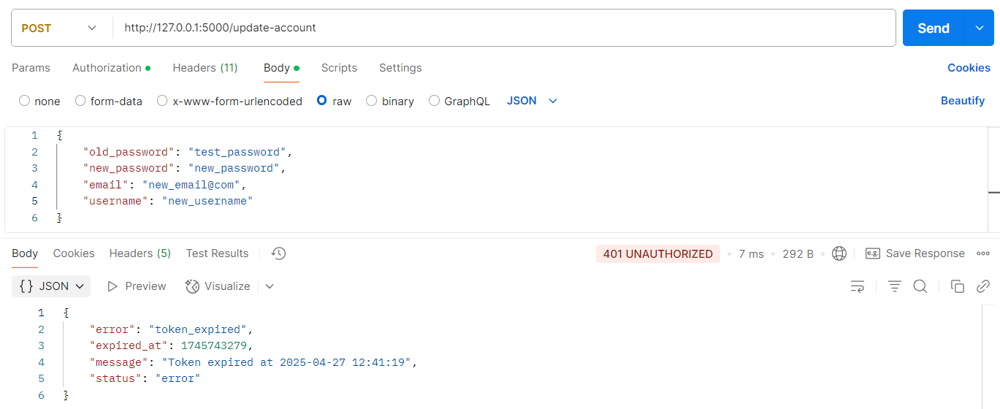 POST http://127.0.0.1:5000/update-account Send
Params Authorization Headers (11) Body Scripts Settings Cookies
none form-data x-www-form-urlencoded raw binary GraphQL JSON Beautify
1 {
2 "old_password": "test_password",
3 "new_password": "new_password",
4 "email": "new_email@com",
5 "username": "new_username"
6 }
Body Cookies Headers (5) Test Results 401 UNAUTHORIZED 7 ms 292 B e.g. Save Response
{} JSON Preview Visualize
1 {
2 "error": "token_expired",
3 "expired_at": 1745743279,
4 "message": "Token expired at 2025-04-27 12:41:19",
5 "status": "error"
6 }